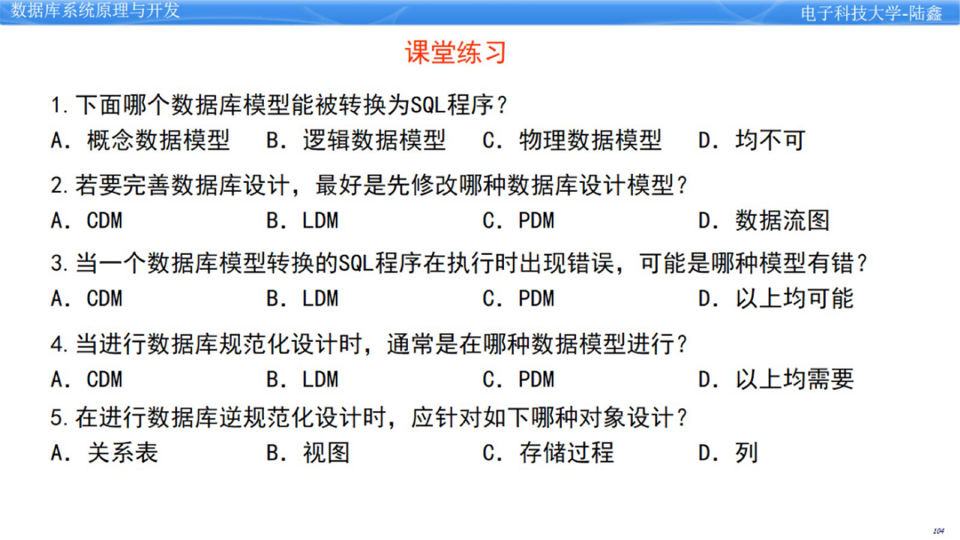 数据库系统原理与开发
电子科技大学-陆鑫
课堂练习
1.下面哪个数据库模型能被转换为SQL程序？
A．概念数据模型 B．逻辑数据模型 C．物理数据模型 D．均不可
2.若要完善数据库设计，最好是先修改哪种数据库设计模型？
A．CDM B．LDM C．PDM D．数据流图
3.当一个数据库模型转换的SQL程序在执行时出现错误，可能是哪种模型有错？
A．CDM B．LDM C．PDM D．以上均可能
4.当进行数据库规范化设计时，通常是在哪种数据模型进行？
A．CDM B．LDM C．PDM D．以上均需要
5.在进行数据库逆规范化设计时，应针对如下哪种对象设计？
A．关系表 B．视图 C．存储过程 D．列
104